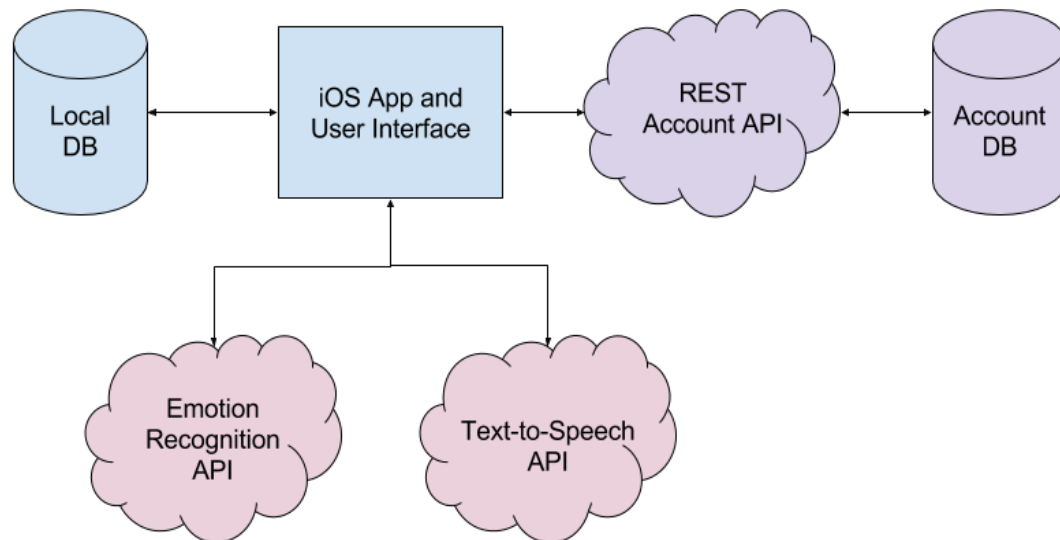 Local
DB
iOS App and
User Interface
REST
Account API
Account
DB
Emotion
Recognition
API
Text-to-Speech
API